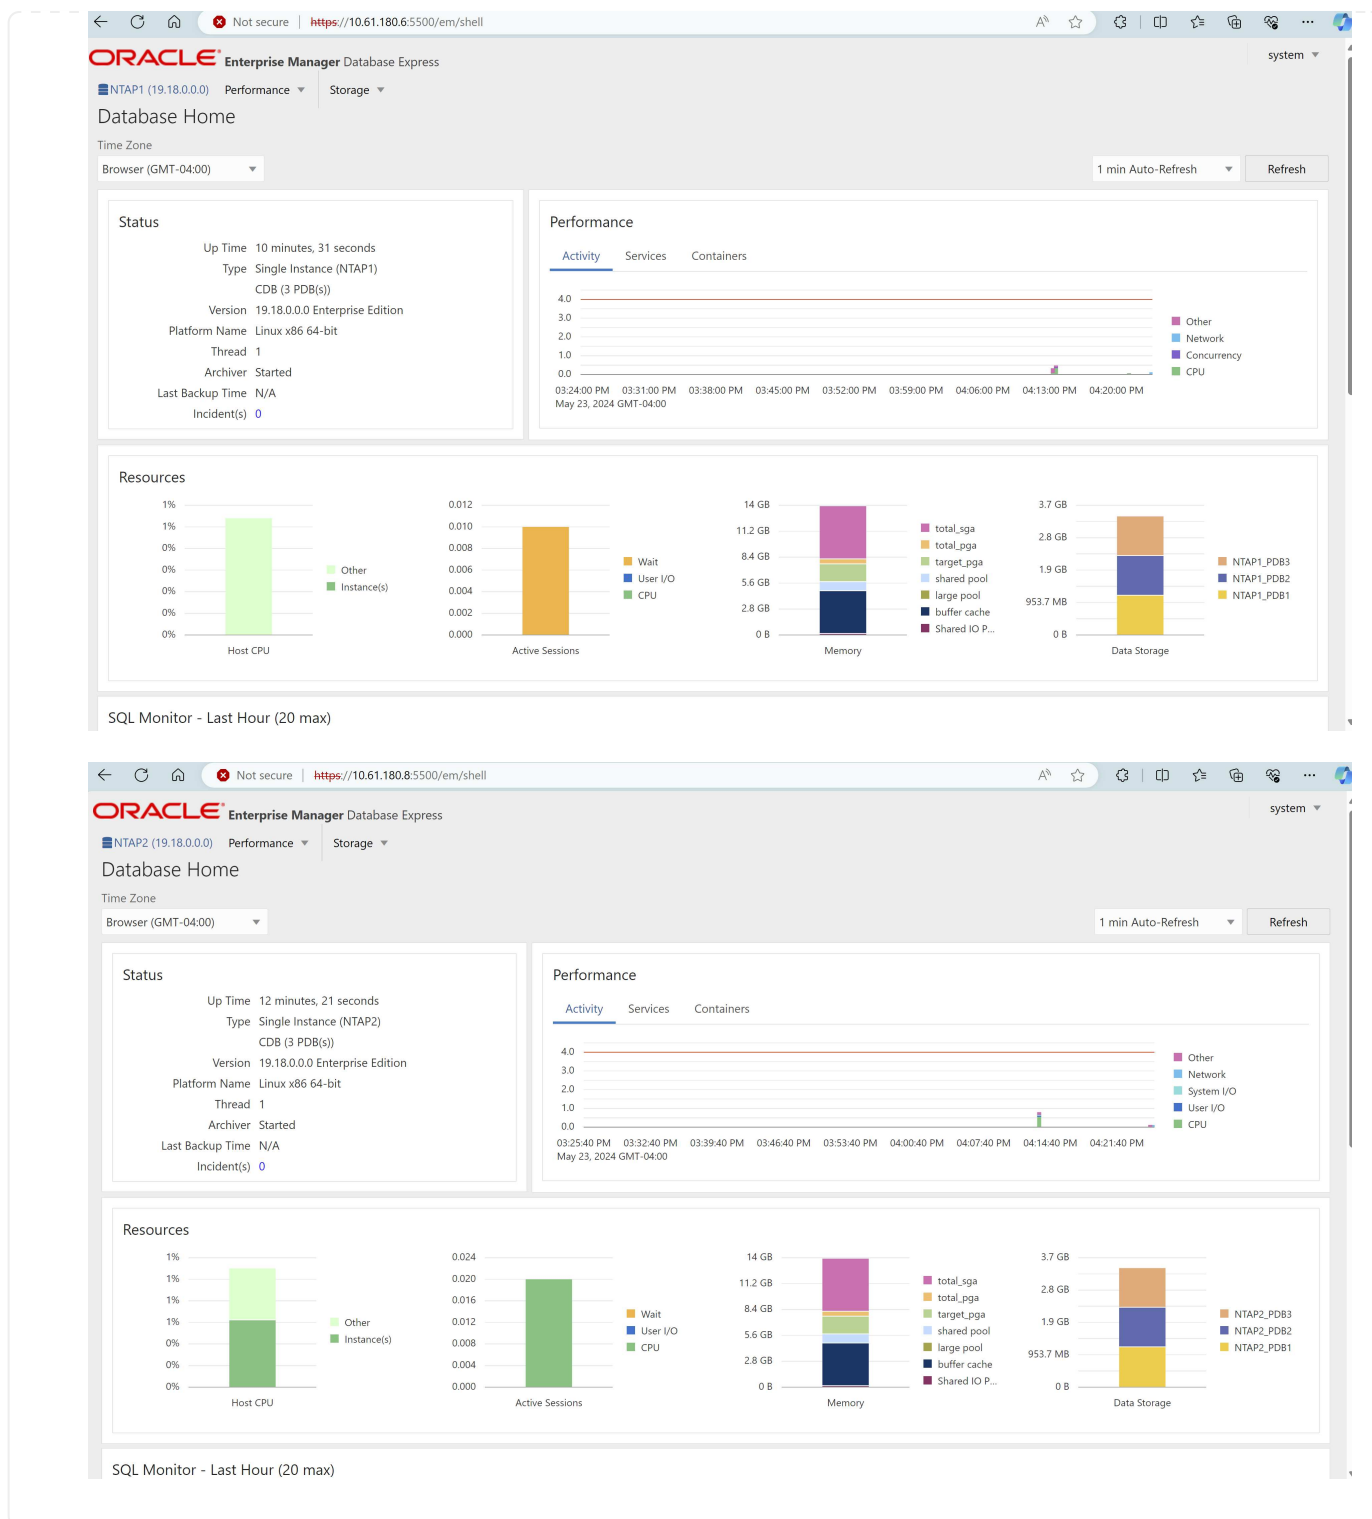 Not secure https://10.61.180.6:5500/em/shell
ORACLE Enterprise Manager Database Express
system
NTAP1 (19.18.0.0.0) Performance Storage
Database Home
Time Zone
Browser (GMT-04:00)
1 min Auto-Refresh Refresh
Status
Up Time 10 minutes, 31 seconds
Type Single Instance (NTAP1)
CDB (3 PDB(s))
Version 19.18.0.0.0 Enterprise Edition
Platform Name Linux x86 64-bit
Thread 1
Archiver Started
Last Backup Time N/A
Incident(s) 0
Performance
Activity Services Containers
4.0
3.0
2.0
1.0
0.0
03:24:00 PM 03:31:00 PM 03:38:00 PM 03:45:00 PM 03:52:00 PM 03:59:00 PM 04:06:00 PM 04:13:00 PM 04:20:00 PM
May 23, 2024 GMT-04:00
Other
Network
Concurrency
CPU
Resources
1%
1%
0%
0%
0%
0%
0%
Host CPU
Other
Instance(s)
0.012
0.010
0.008
0.006
0.004
0.002
0.000
Active Sessions
Wait
User I/O
CPU
14 GB
11.2 GB
8.4 GB
5.6 GB
2.8 GB
0 B
Memory
total_sga
total_pga
target_pga
shared pool
large pool
buffer cache
Shared IO P...
3.7 GB
2.8 GB
1.9 GB
953.7 MB
0 B
Data Storage
NTAP1_PDB3
NTAP1_PDB2
NTAP1_PDB1
SQL Monitor - Last Hour (20 max)
Not secure https://10.61.180.8:5500/em/shell
ORACLE Enterprise Manager Database Express
system
NTAP2 (19.18.0.0.0) Performance Storage
Database Home
Time Zone
Browser (GMT-04:00)
1 min Auto-Refresh Refresh
Status
Up Time 12 minutes, 21 seconds
Type Single Instance (NTAP2)
CDB (3 PDB(s))
Version 19.18.0.0.0 Enterprise Edition
Platform Name Linux x86 64-bit
Thread 1
Archiver Started
Last Backup Time N/A
Incident(s) 0
Performance
Activity Services Containers
4.0
3.0
2.0
1.0
0.0
03:25:40 PM 03:32:40 PM 03:39:40 PM 03:46:40 PM 03:53:40 PM 04:00:40 PM 04:07:40 PM 04:14:40 PM 04:21:40 PM
May 23, 2024 GMT-04:00
Other
Network
System I/O
User I/O
CPU
Resources
1%
1%
1%
1%
0%
0%
0%
Host CPU
Other
Instance(s)
0.024
0.020
0.016
0.012
0.008
0.004
0.000
Active Sessions
Wait
User I/O
CPU
14 GB
11.2 GB
8.4 GB
5.6 GB
2.8 GB
0 B
Memory
total_sga
total_pga
target_pga
shared pool
large pool
buffer cache
Shared IO P...
3.7 GB
2.8 GB
1.9 GB
953.7 MB
0 B
Data Storage
NTAP2_PDB3
NTAP2_PDB2
NTAP2_PDB1
SQL Monitor - Last Hour (20 max)